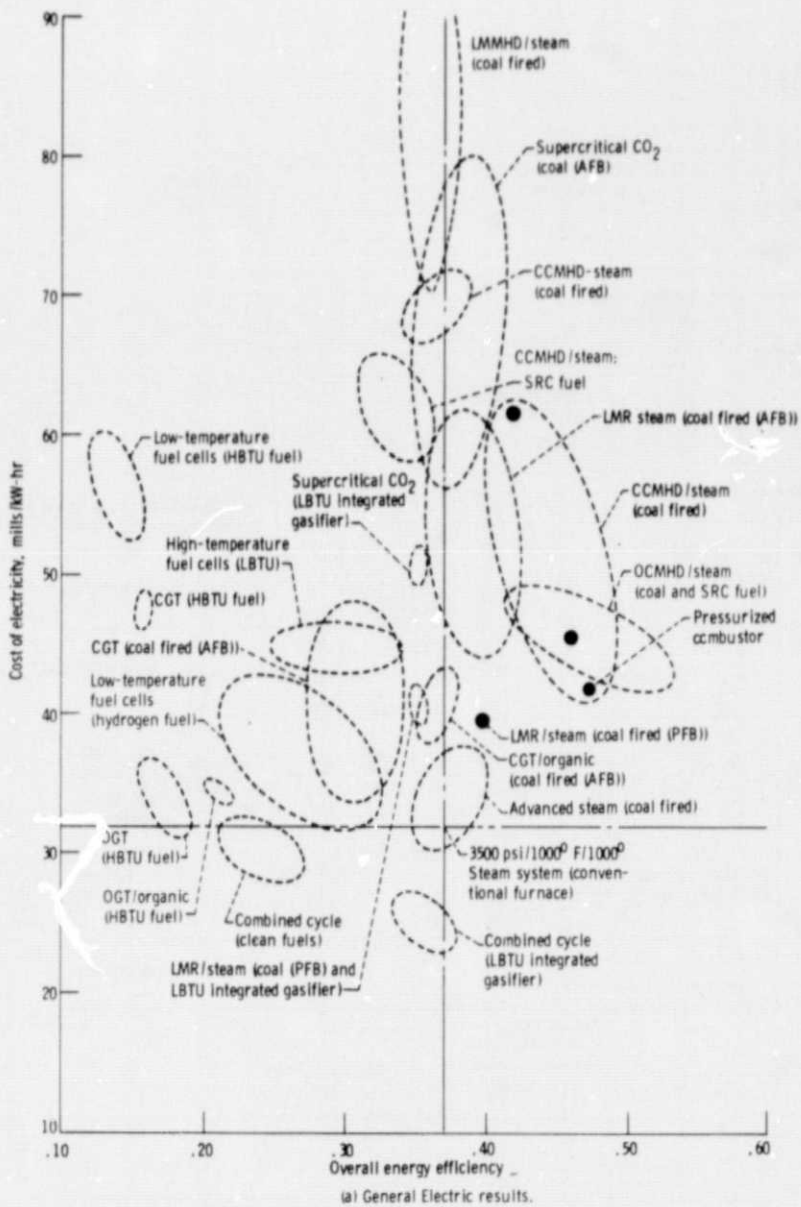 90
80
70
60
50
40
30
20
10
Cost of electricity, mills/kW-hr
LMMHD/steam
(coal fired)
Supercritical CO2
(coal (AFB)
CCMHD-steam
(coal fired)
CCMHD/steam:
SRC fuel
LMR steam (coal fired (AFB))
Low-temperature
fuel cells (HBTU fuel)
Supercritical CO2
(LBTU integrated
gasifier)
CCMHD/steam
(coal fired)
High-temperature
fuel cells (LBTU)
OCMHD/steam
(coal and SRC fuel)
CGT (HBTU fuel)
Pressurized
combustor
CGT (coal fired (AFB))
Low-temperature
fuel cells
(hydrogen fuel)
LMR/steam (coal fired (PFB))
CGT/organic
(coal fired (AFB))
Advanced steam (coal fired)
OGT
(HBTU fuel)
3500 psi/1000° F/1000°
Steam system (conven-
tional furnace)
OGT/organic
(HBTU fuel)
Combined cycle
(clean fuels)
Combined cycle
(LBTU integrated
gasifier)
LMR/steam (coal (PFB) and
LBTU integrated gasifier)
.10 .20 .30 .40 .50 .60
Overall energy efficiency
(a) General Electric results.